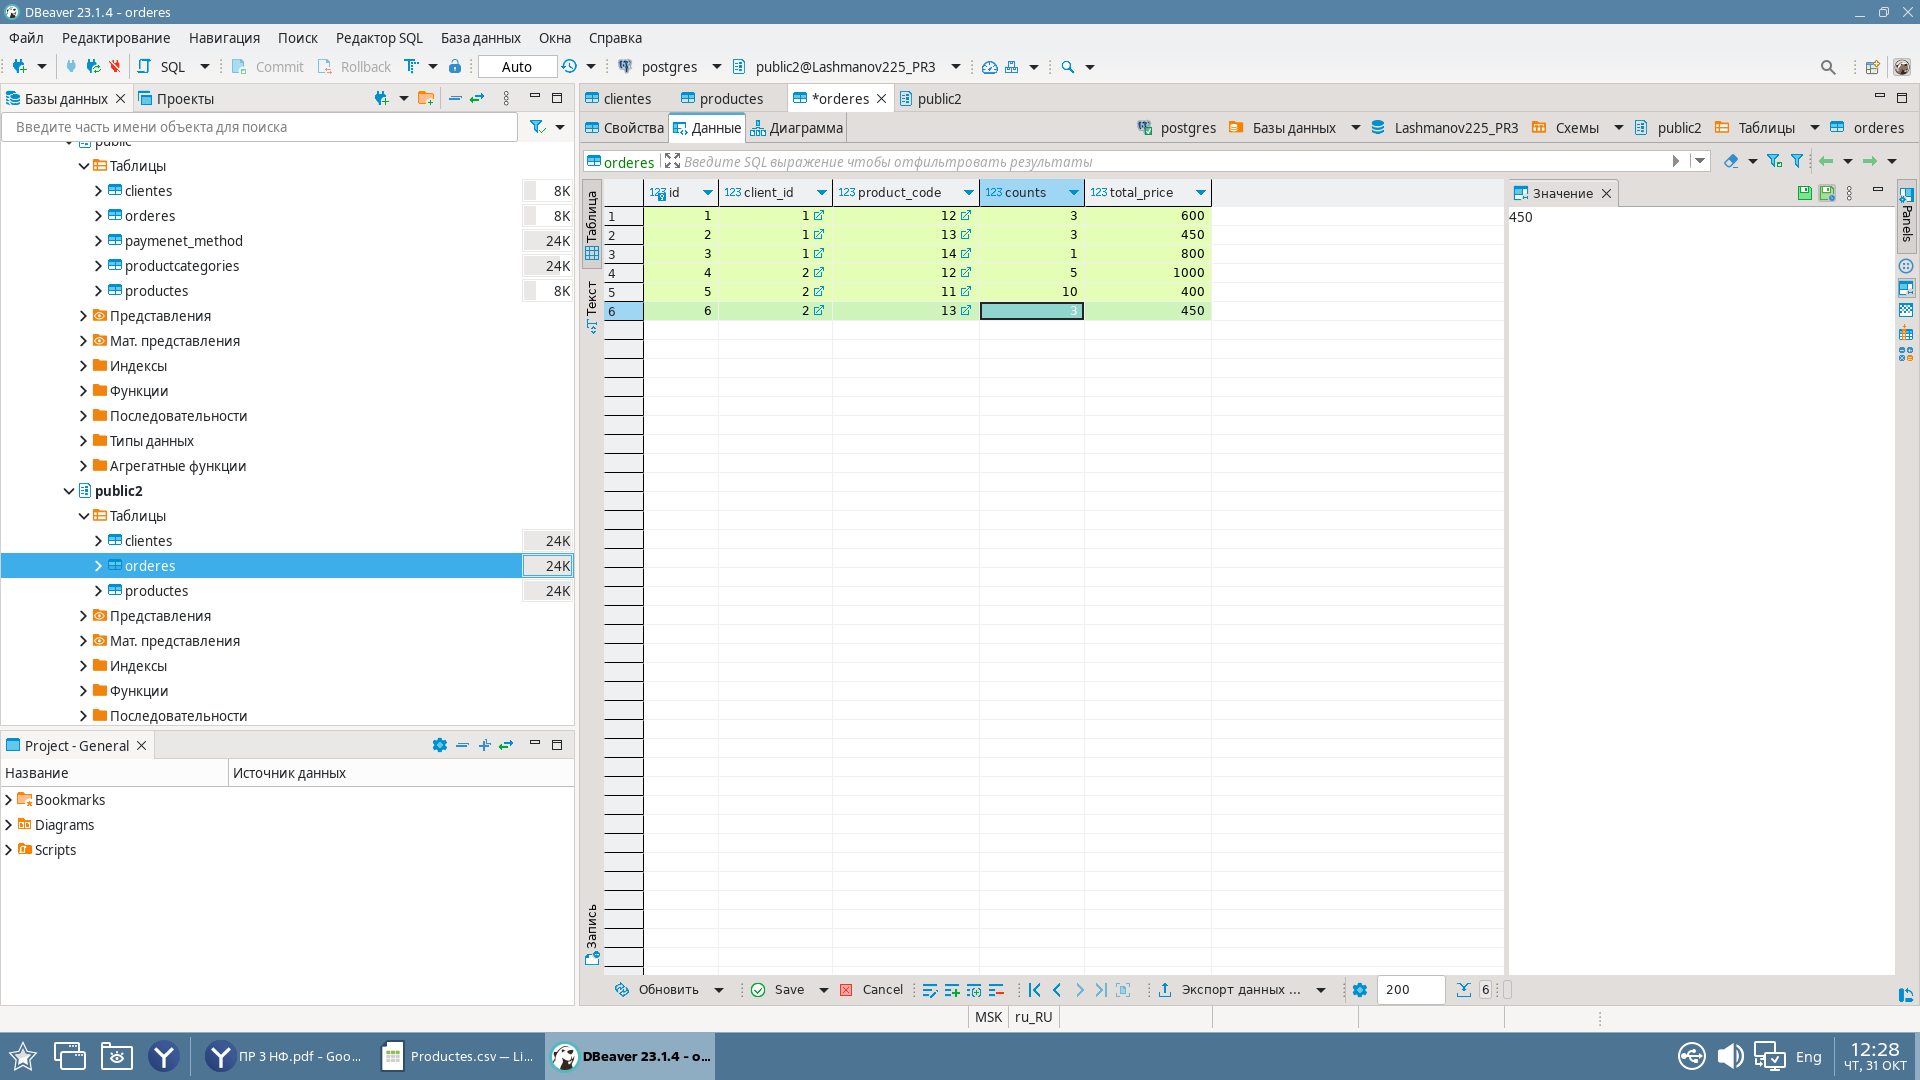 DBeaver 23.1.4 - orderes
Файл Редактирование Навигация Поиск Редактор SQL База данных Окна Справка
SQL Commit Rollback Auto postgres public2@Lashmanov225_PR3
Базы данных Проекты
Введите часть имени объекта для поиска
public
Таблицы
clientes 8K
orderes 8K
paymenet_method 24K
productcategories 24K
productes 8K
Представления
Мат. представления
Индексы
Функции
Последовательности
Типы данных
Агрегатные функции
public2
Таблицы
clientes 24K
orderes 24K
productes 24K
Представления
Мат. представления
Индексы
Функции
Последовательности
Project - General
Название Источник данных
Bookmarks
Diagrams
Scripts
clientes productes *orderes public2
Свойства Данные Диаграмма postgres Базы данных Lashmanov225_PR3 Схемы public2 Таблицы orderes
orderes Введите SQL выражение чтобы отфильтровать результаты
Таблица
Текст
Запись
123 id 123 client_id 123 product_code 123 counts 123 total_price
1 1 1 12 3 600
2 2 1 13 3 450
3 3 1 14 1 800
4 4 2 12 5 1000
5 5 2 11 10 400
6 6 2 13 3 450
Значение
450
Panels
Обновить Save Cancel Экспорт данных ... 200 6
MSK ru_RU
ПР 3 НФ.pdf - Goo... Productes.csv — Li... DBeaver 23.1.4 - o... Eng 12:28
ЧТ, 31 ОКТ